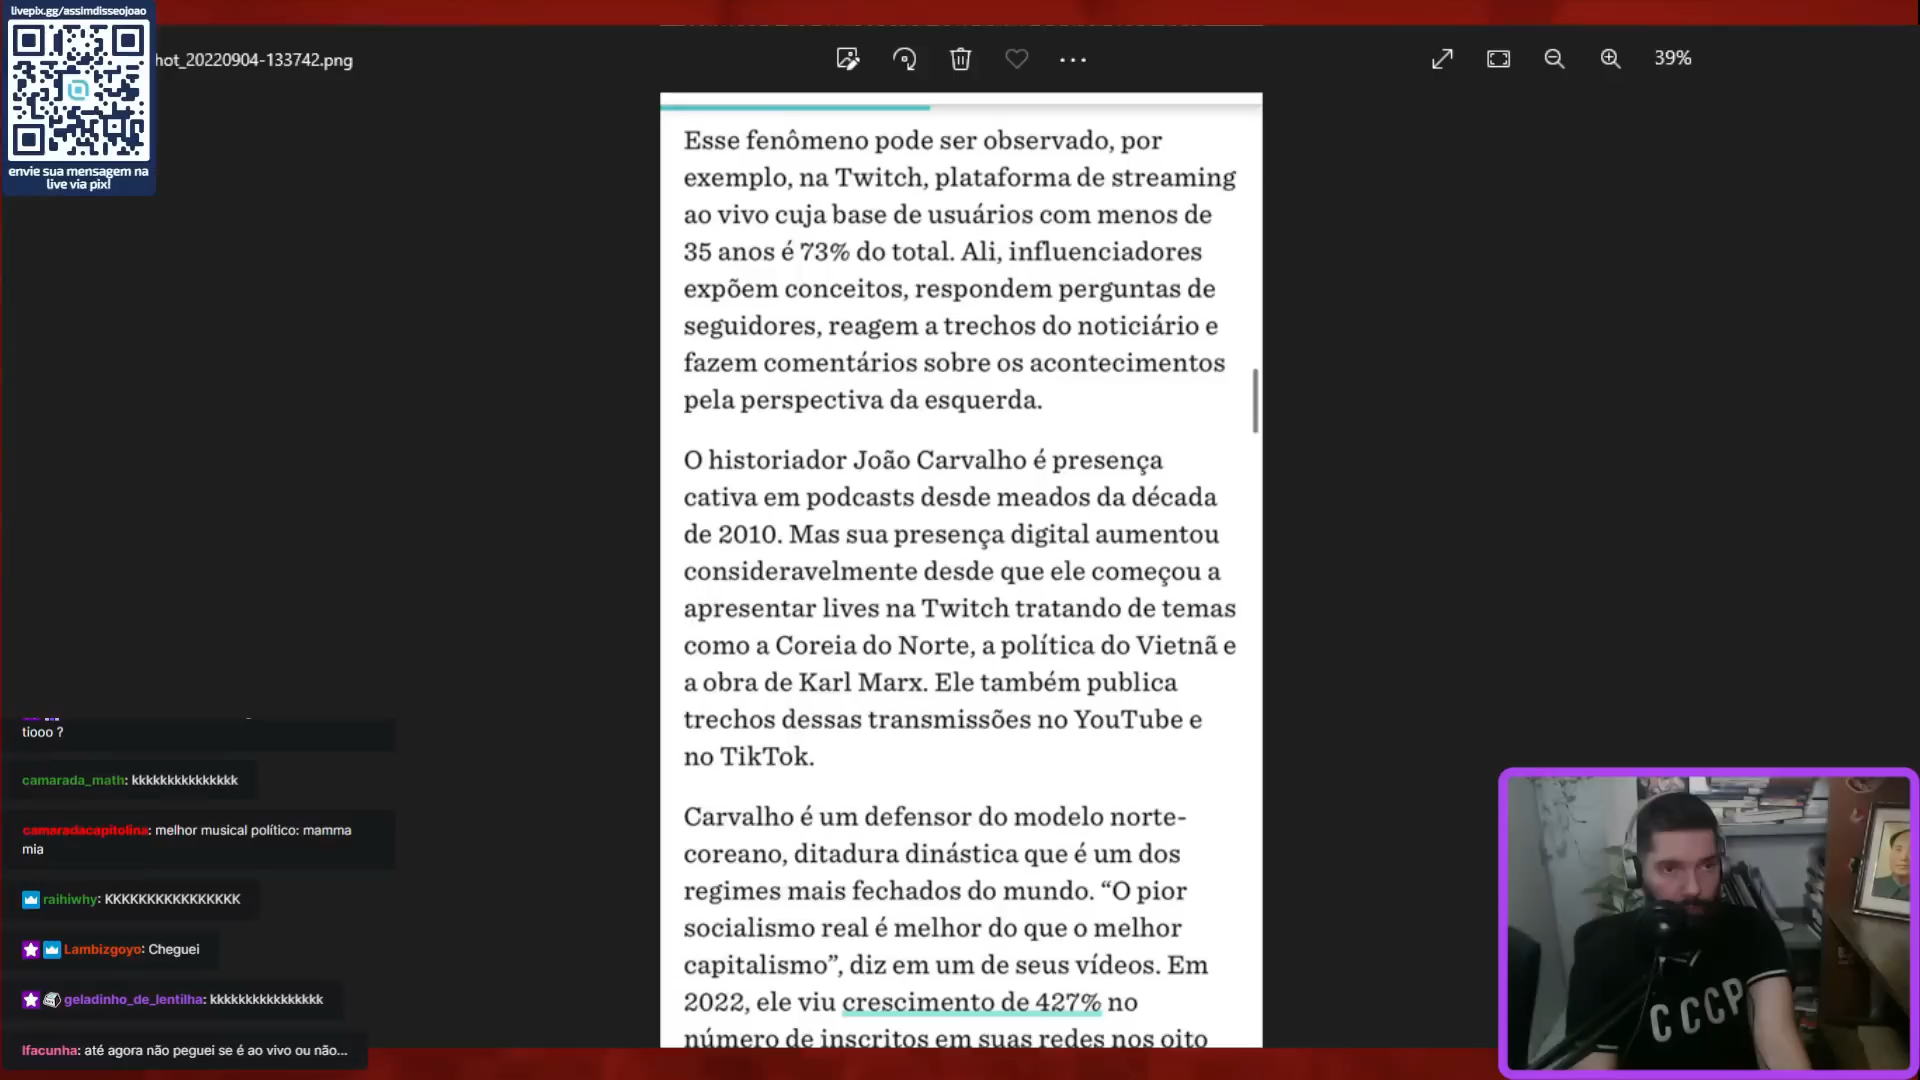 livepix.gg/assimdisseojoao
envie sua mensagem na
live via pix!
hot_20220904-133742.png
39%
Esse fenômeno pode ser observado, por
exemplo, na Twitch, plataforma de streaming
ao vivo cuja base de usuários com menos de
35 anos é 73% do total. Ali, influenciadores
expõem conceitos, respondem perguntas de
seguidores, reagem a trechos do noticiário e
fazem comentários sobre os acontecimentos
pela perspectiva da esquerda.
O historiador João Carvalho é presença
cativa em podcasts desde meados da década
de 2010. Mas sua presença digital aumentou
consideravelmente desde que ele começou a
apresentar lives na Twitch tratando de temas
como a Coreia do Norte, a política do Vietnã e
a obra de Karl Marx. Ele também publica
trechos dessas transmissões no YouTube e
no TikTok.
Carvalho é um defensor do modelo norte-
coreano, ditadura dinástica que é um dos
regimes mais fechados do mundo. “O pior
socialismo real é melhor do que o melhor
capitalismo”, diz em um de seus vídeos. Em
2022, ele viu crescimento de 427% no
número de inscritos em suas redes nos oito
tiooo ?
camarada_math: kkkkkkkkkkkkkkk
camaradacapitolina: melhor musical político: mamma
mia
raihiwhy: KKKKKKKKKKKKKKKK
Lambizgoyo: Cheguei
geladinho_de_lentilha: kkkkkkkkkkkkkkkk
lfacunha: até agora não peguei se é ao vivo ou não...
CCCP